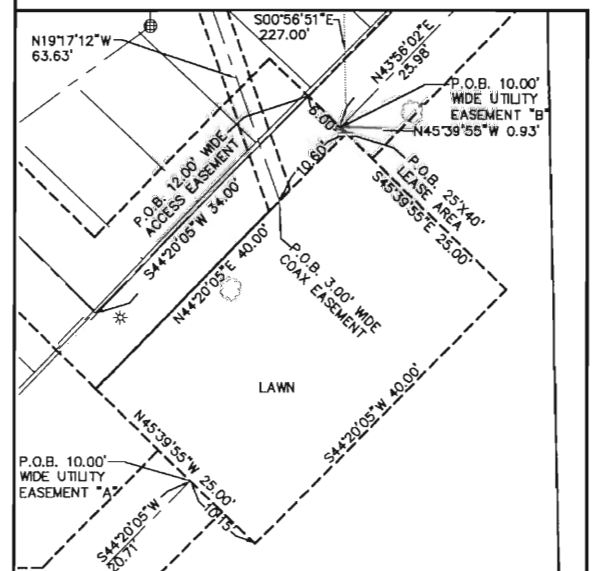 S00°56'51"E
227.00'
N19°17'12"W
63.63'
N43°56'02"E
25.98'
P.O.B. 10.00'
WIDE UTILITY
EASEMENT "B"
N45°39'55"W 0.93'
6.00'
10.60'
P.O.B. 12.00' WIDE
ACCESS EASEMENT
S44°20'05"W 34.00'
P.O.B. 25'X40'
LEASE AREA
S45°39'55"E 25.00'
N44°20'05"E 40.00'
P.O.B. 3.00' WIDE
COAX EASEMENT
LAWN
S44°20'05"W 40.00'
N45°39'55"W 25.00'
P.O.B. 10.00'
WIDE UTILITY
EASEMENT "A"
10.15'
S44°20'05"W
20.71'